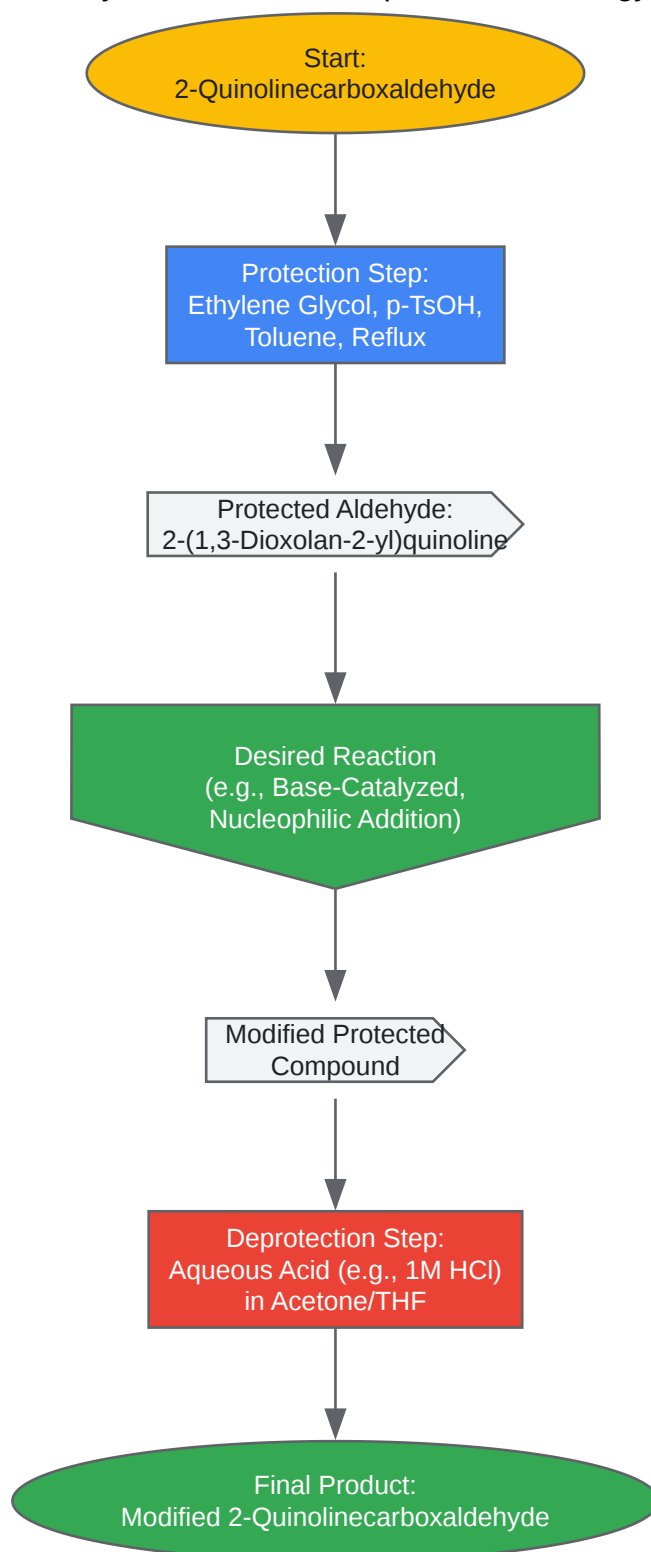 Start:
2-Quinolinecarboxaldehyde
Protection Step:
Ethylene Glycol, p-TsOH,
Toluene, Reflux
Protected Aldehyde:
2-(1,3-Dioxolan-2-yl)quinoline
Desired Reaction
(e.g., Base-Catalyzed,
Nucleophilic Addition)
Modified Protected
Compound
Deprotection Step:
Aqueous Acid (e.g., 1M HCl)
in Acetone/THF
Final Product:
Modified 2-Quinolinecarboxaldehyde